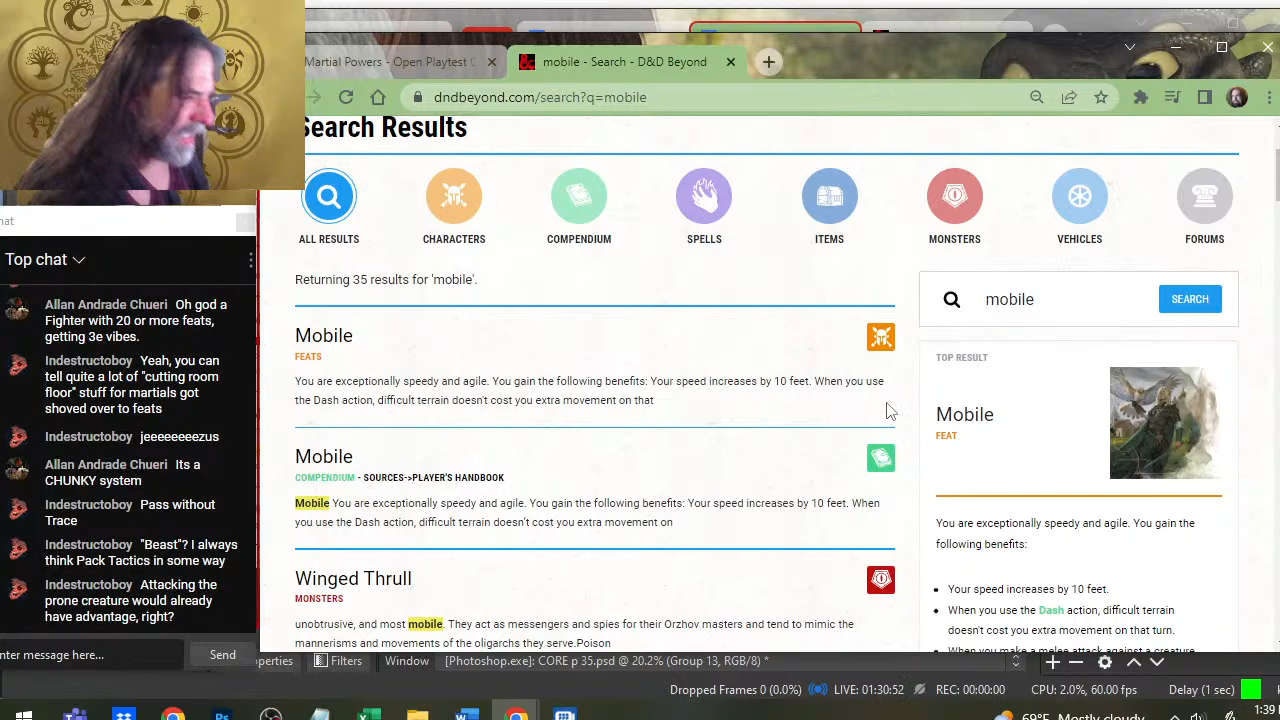 Martial Powers - Open Playtest C
mobile - Search - D&D Beyond
dndbeyond.com/search?q=mobile
Search Results
ALL RESULTS
CHARACTERS
COMPENDIUM
SPELLS
ITEMS
MONSTERS
VEHICLES
FORUMS
Returning 35 results for 'mobile'.
Mobile
FEATS
You are exceptionally speedy and agile. You gain the following benefits: Your speed increases by 10 feet. When you use
the Dash action, difficult terrain doesn't cost you extra movement on that
Mobile
COMPENDIUM - SOURCES->PLAYER'S HANDBOOK
Mobile You are exceptionally speedy and agile. You gain the following benefits: Your speed increases by 10 feet. When
you use the Dash action, difficult terrain doesn't cost you extra movement on
Winged Thrull
MONSTERS
unobtrusive, and most mobile. They act as messengers and spies for their Orzhov masters and tend to mimic the
mannerisms and movements of the oligarchs they serve.Poison
mobile
SEARCH
TOP RESULT
Mobile
FEAT
You are exceptionally speedy and agile. You gain the
following benefits:
Your speed increases by 10 feet.
When you use the Dash action, difficult terrain
doesn't cost you extra movement on that turn.
When you make a melee attack against a creature
hat
Top chat
Allan Andrade Chueri Oh god a
Fighter with 20 or more feats,
getting 3e vibes.
Indestructoboy Yeah, you can
tell quite a lot of "cutting room
floor" stuff for martials got
shoved over to feats
Indestructoboy jeeeeeeeezus
Allan Andrade Chueri Its a
CHUNKY system
Indestructoboy Pass without
Trace
Indestructoboy "Beast"? I always
think Pack Tactics in some way
Indestructoboy Attacking the
prone creature would already
have advantage, right?
nter message here...
Send
operties
Filters
Window
[Photoshop.exe]: CORE p 35.psd @ 20.2% (Group 13, RGB/8) *
Dropped Frames 0 (0.0%)
LIVE: 01:30:52
REC: 00:00:00
CPU: 2.0%, 60.00 fps
Delay (1 sec)
69°F Mostly cloudy
1:39